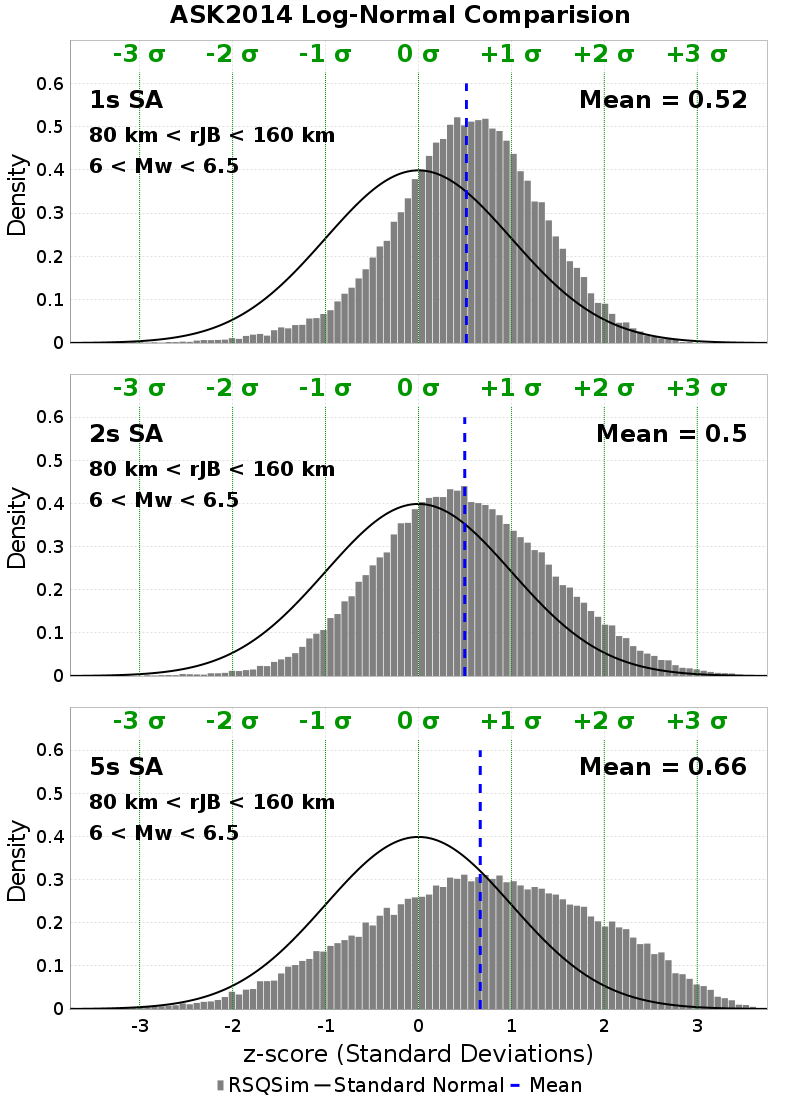 ASK2014 Log-Normal Comparision
-3 σ -2 σ -1 σ 0 σ +1 σ +2 σ +3 σ
1s SA
Mean = 0.52
80 km < rJB < 160 km
6 < Mw < 6.5
0.6
0.5
0.4
0.3
0.2
0.1
0
Density
-3 σ -2 σ -1 σ 0 σ +1 σ +2 σ +3 σ
2s SA
Mean = 0.5
80 km < rJB < 160 km
6 < Mw < 6.5
0.6
0.5
0.4
0.3
0.2
0.1
0
Density
-3 σ -2 σ -1 σ 0 σ +1 σ +2 σ +3 σ
5s SA
Mean = 0.66
80 km < rJB < 160 km
6 < Mw < 6.5
0.6
0.5
0.4
0.3
0.2
0.1
0
Density
-3 -2 -1 0 1 2 3
z-score (Standard Deviations)
RSQSim Standard Normal Mean